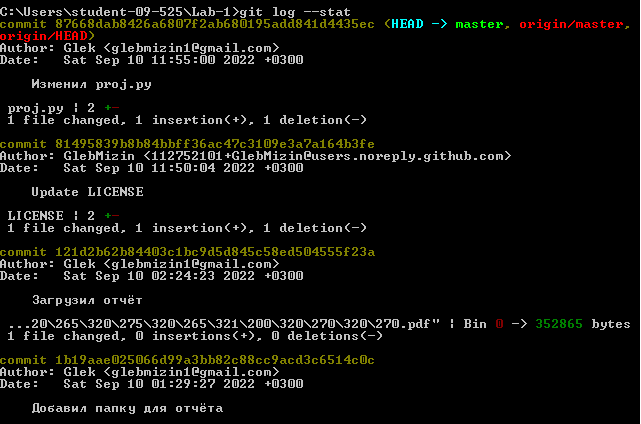 C:\Users\student-09-525\Lab-1>git log --stat
commit 87668dab8426a6807f2ab680195add841d4435ec (HEAD -> master, origin/master,
origin/HEAD)
Author: Glek <glebmizin1@gmail.com>
Date:   Sat Sep 10 11:55:00 2022 +0300
    Изменил proj.py
 proj.py | 2 +-
 1 file changed, 1 insertion(+), 1 deletion(-)
commit 81495839b8b84bbff36ac47c3109e3a7a164b3fe
Author: GlebMizin <112752101+GlebMizin@users.noreply.github.com>
Date:   Sat Sep 10 11:50:04 2022 +0300
    Update LICENSE
 LICENSE | 2 +-
 1 file changed, 1 insertion(+), 1 deletion(-)
commit 121d2b62b84403c1bc9d5d845c58ed504555f23a
Author: Glek <glebmizin1@gmail.com>
Date:   Sat Sep 10 02:24:23 2022 +0300
    Загрузил отчёт
 ...20\265\320\275\320\265\321\200\320\270\320\270.pdf" | Bin 0 -> 352865 bytes
 1 file changed, 0 insertions(+), 0 deletions(-)
commit 1b19aae025066d99a3bb82c88cc9acd3c6514c0c
Author: Glek <glebmizin1@gmail.com>
Date:   Sat Sep 10 01:29:27 2022 +0300
    Добавил папку для отчёта